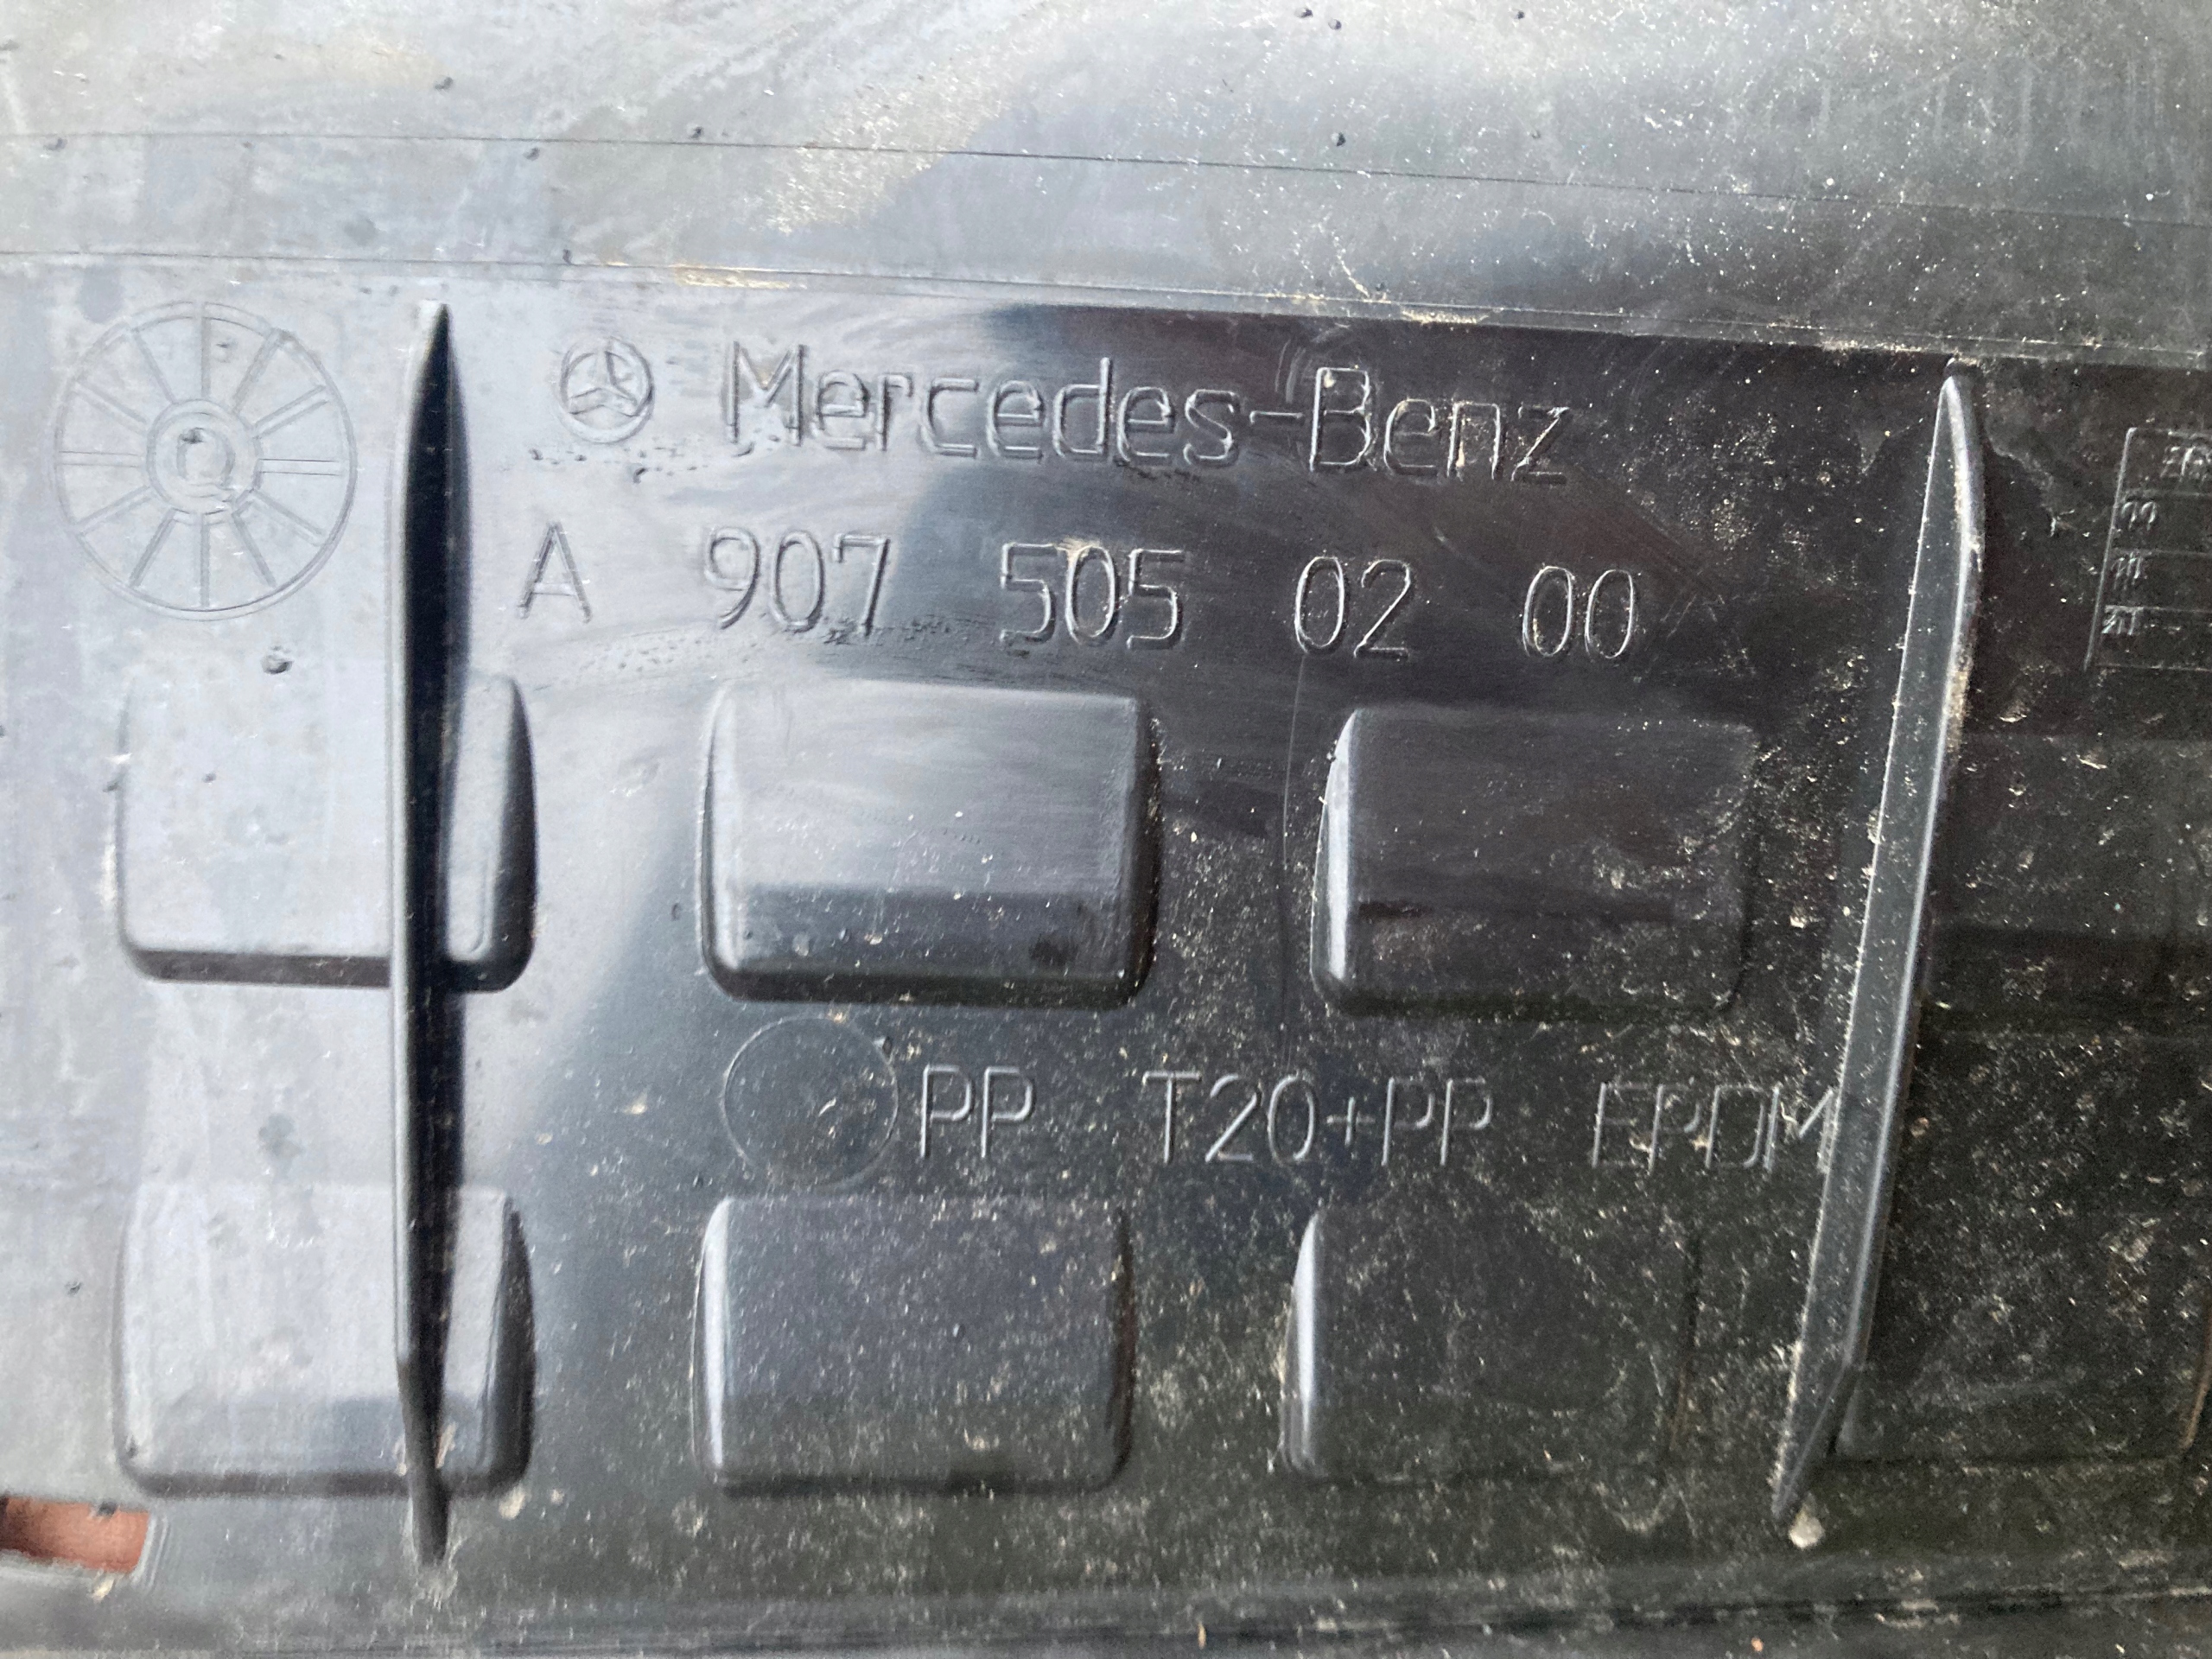 Mercedes-Benz
A 907 505 02 00
Q
PP T20+PP EPDM